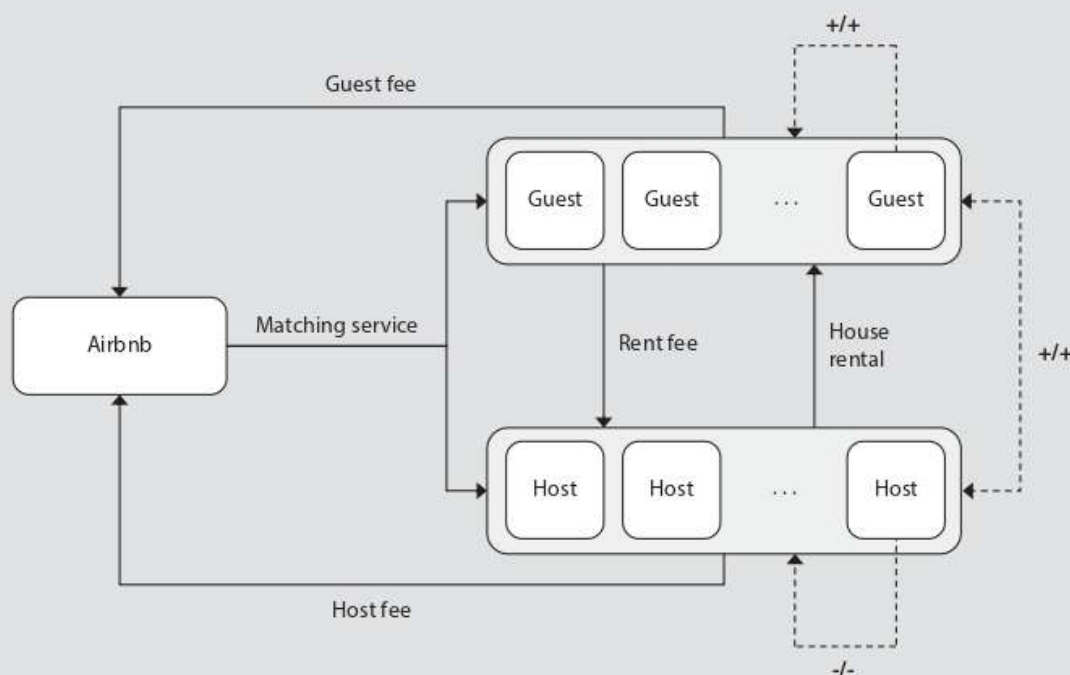 +/+
Guest fee
Guest
Guest
...
Guest
Airbnb
Matching service
Rent fee
House
rental
+/+
Host
Host
...
Host
Host fee
-/-